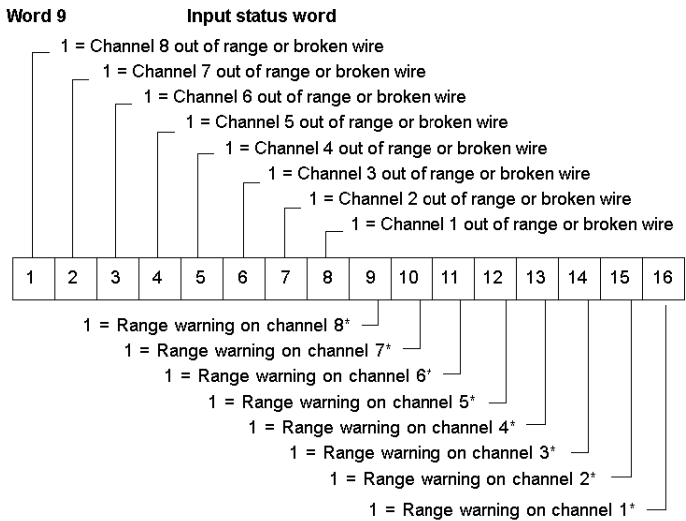 Word 9 Input status word
1 = Channel 8 out of range or broken wire
1 = Channel 7 out of range or broken wire
1 = Channel 6 out of range or broken wire
1 = Channel 5 out of range or broken wire
1 = Channel 4 out of range or broken wire
1 = Channel 3 out of range or broken wire
1 = Channel 2 out of range or broken wire
1 = Channel 1 out of range or broken wire
1 2 3 4 5 6 7 8 9 10 11 12 13 14 15 16
1 = Range warning on channel 8*
1 = Range warning on channel 7*
1 = Range warning on channel 6*
1 = Range warning on channel 5*
1 = Range warning on channel 4*
1 = Range warning on channel 3*
1 = Range warning on channel 2*
1 = Range warning on channel 1*